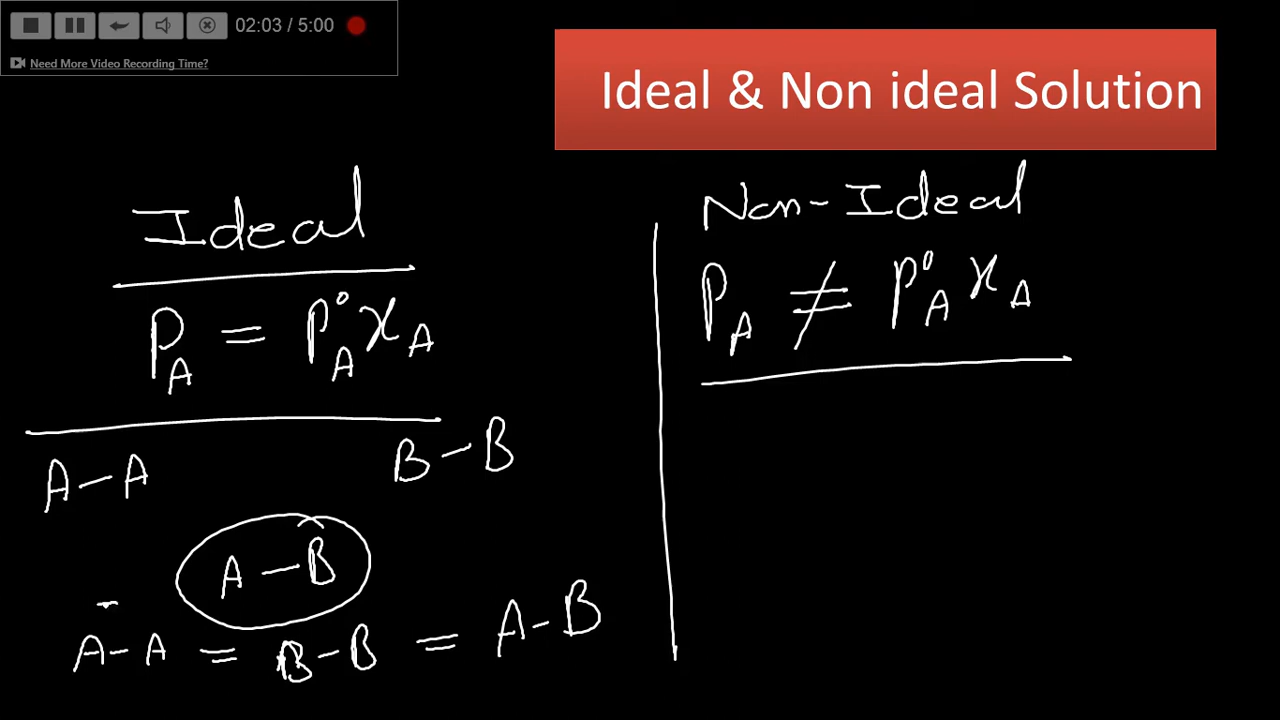 02:03 / 5:00
Need More Video Recording Time?
Ideal & Non ideal Solution
Ideal
P_A = P°_A x_A
A-A
B-B
A-B
A-A = B-B = A-B
Non-Ideal
P_A ≠ P°_A x_A